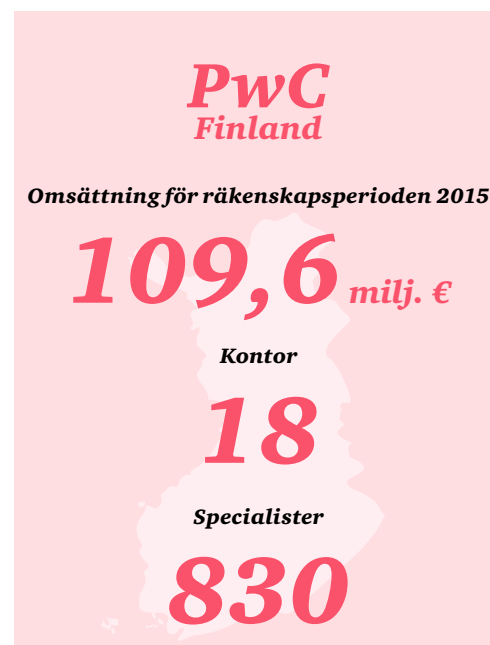 PwC
Finland
Omsättning för räkenskapsperioden 2015
109,6 milj. €
Kontor
18
Specialister
830